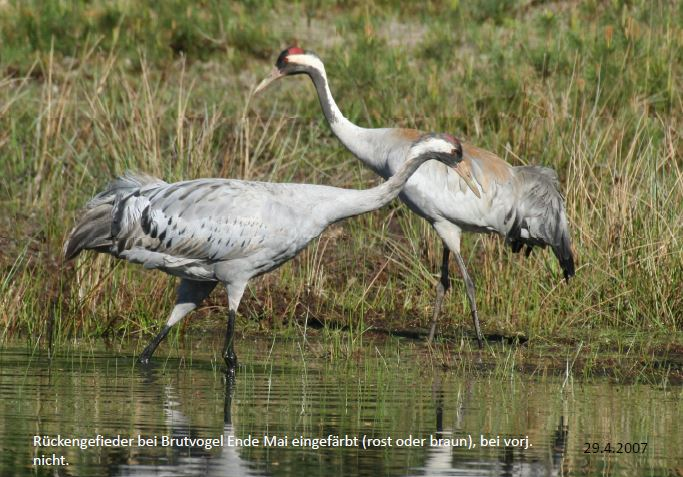 Rückengefieder bei Brutvogel Ende Mai eingefärbt (rost oder braun), bei vorj.
nicht.
29.4.2007